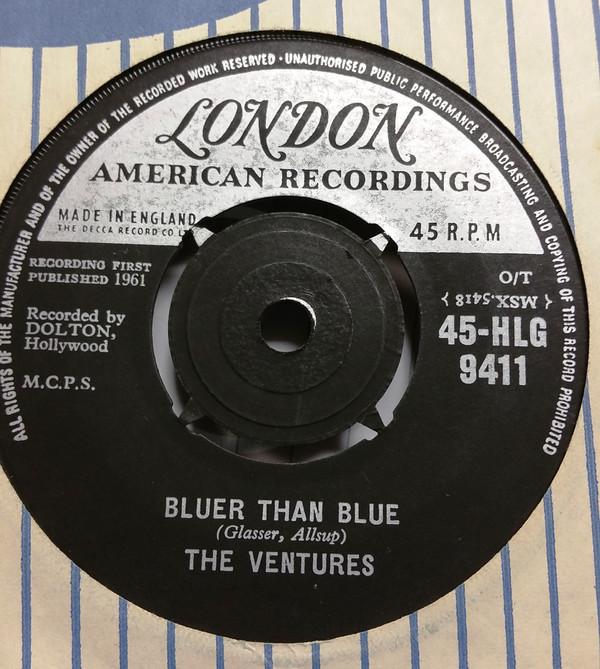 ALL RIGHTS OF THE MANUFACTURER AND OF THE OWNER OF THE RECORDED WORK RESERVED · UNAUTHORISED PUBLIC PERFORMANCE BROADCASTING AND COPYING OF THIS RECORD PROHIBITED
LONDON
AMERICAN RECORDINGS
MADE IN ENGLAND
THE DECCA RECORD CO
45 R.P.M
RECORDING FIRST
PUBLISHED 1961
O/T
{ MSX.5418 }
Recorded by
DOLTON,
Hollywood
45-HLG
9411
M.C.P.S.
BLUER THAN BLUE
(Glasser, Allsup)
THE VENTURES